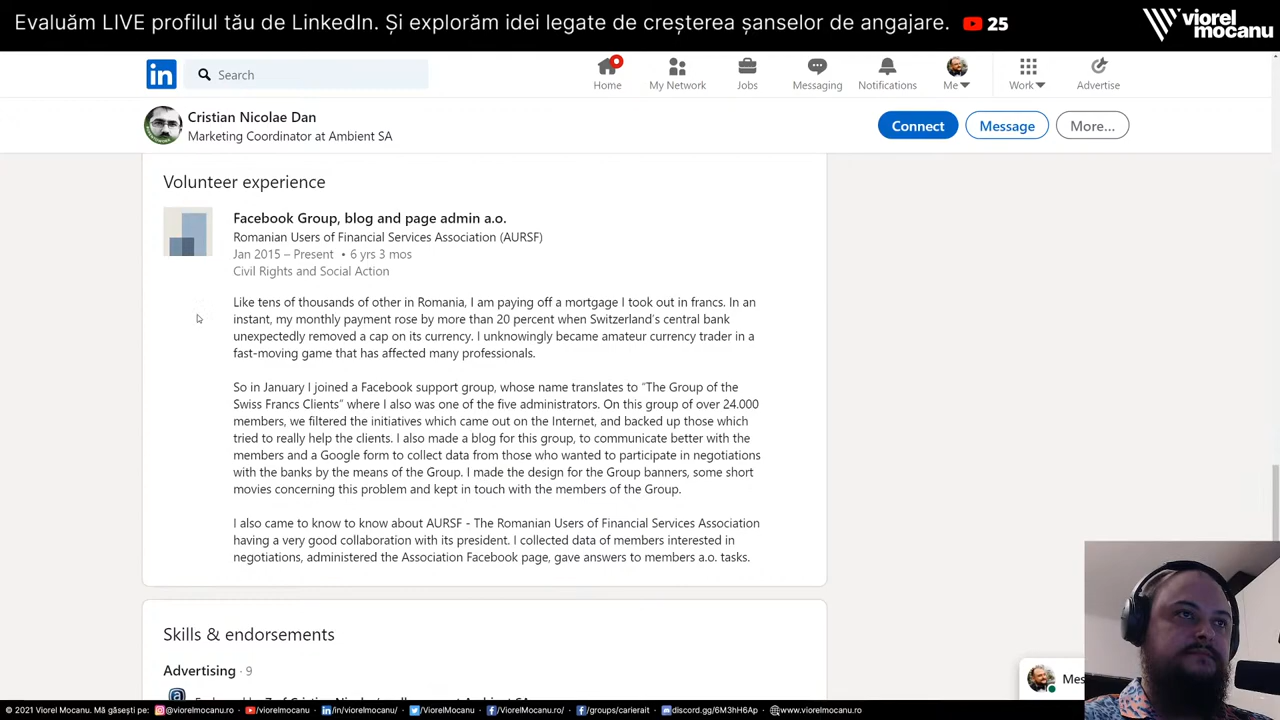 Evaluăm LIVE profilul tău de LinkedIn. Și explorăm idei legate de creșterea șanselor de angajare. 25
viorel
mocanu
in Search
Home
My Network
Jobs
Messaging
Notifications
Me
Work
Advertise
Cristian Nicolae Dan
Marketing Coordinator at Ambient SA
Connect
Message
More...
Volunteer experience
Facebook Group, blog and page admin a.o.
Romanian Users of Financial Services Association (AURSF)
Jan 2015 – Present • 6 yrs 3 mos
Civil Rights and Social Action
Like tens of thousands of other in Romania, I am paying off a mortgage I took out in francs. In an
instant, my monthly payment rose by more than 20 percent when Switzerland's central bank
unexpectedly removed a cap on its currency. I unknowingly became amateur currency trader in a
fast-moving game that has affected many professionals.
So in January I joined a Facebook support group, whose name translates to "The Group of the
Swiss Francs Clients" where I also was one of the five administrators. On this group of over 24.000
members, we filtered the initiatives which came out on the Internet, and backed up those which
tried to really help the clients. I also made a blog for this group, to communicate better with the
members and a Google form to collect data from those who wanted to participate in negotiations
with the banks by the means of the Group. I made the design for the Group banners, some short
movies concerning this problem and kept in touch with the members of the Group.
I also came to know to know about AURSF - The Romanian Users of Financial Services Association
having a very good collaboration with its president. I collected data of members interested in
negotiations, administered the Association Facebook page, gave answers to members a.o. tasks.
Skills & endorsements
Advertising · 9
Mes
© 2021 Viorel Mocanu. Mă găsești pe: @viorelmocanu.ro /viorelmocanu /in/viorelmocanu/ /ViorelMocanu /ViorelMocanu.ro/ /groups/carierait discord.gg/6M3hH6Ap www.viorelmocanu.ro